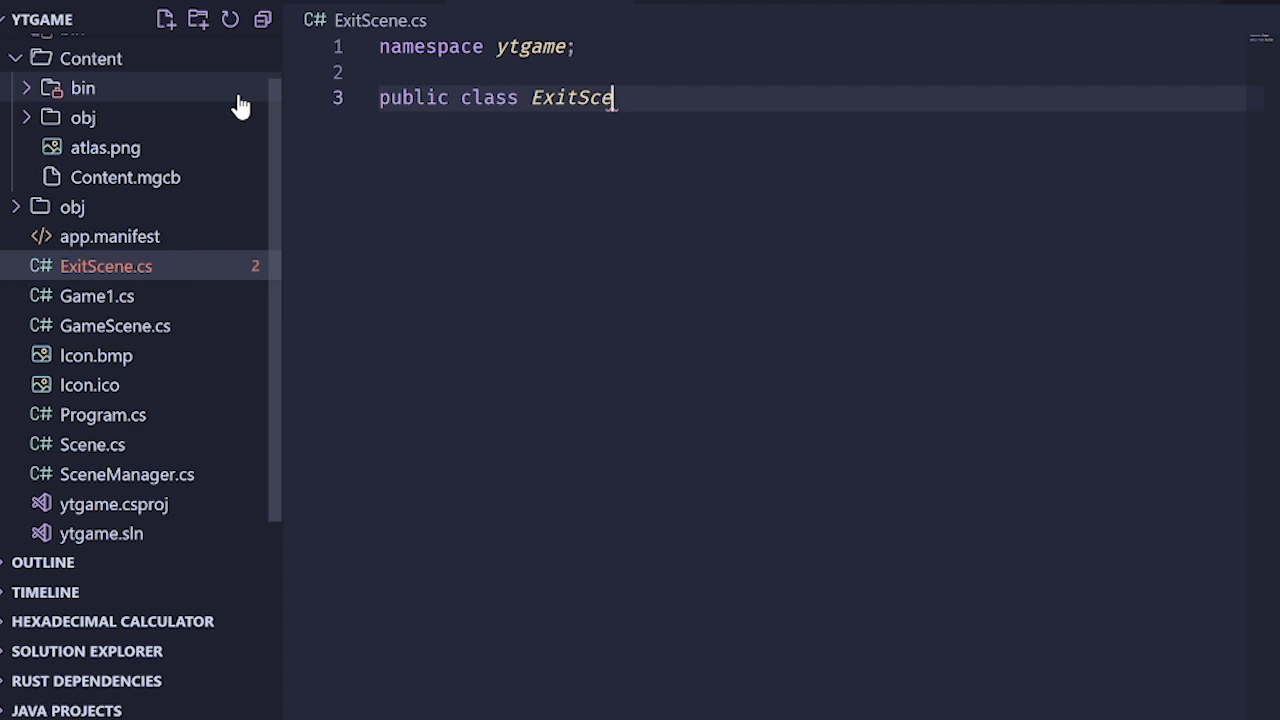 YTGAME
Content
bin
obj
atlas.png
Content.mgcb
obj
app.manifest
ExitScene.cs 2
Game1.cs
GameScene.cs
Icon.bmp
Icon.ico
Program.cs
Scene.cs
SceneManager.cs
ytgame.csproj
ytgame.sln
OUTLINE
TIMELINE
HEXADECIMAL CALCULATOR
SOLUTION EXPLORER
RUST DEPENDENCIES
JAVA PROJECTS
C# ExitScene.cs
1 namespace ytgame;
2
3 public class ExitSce